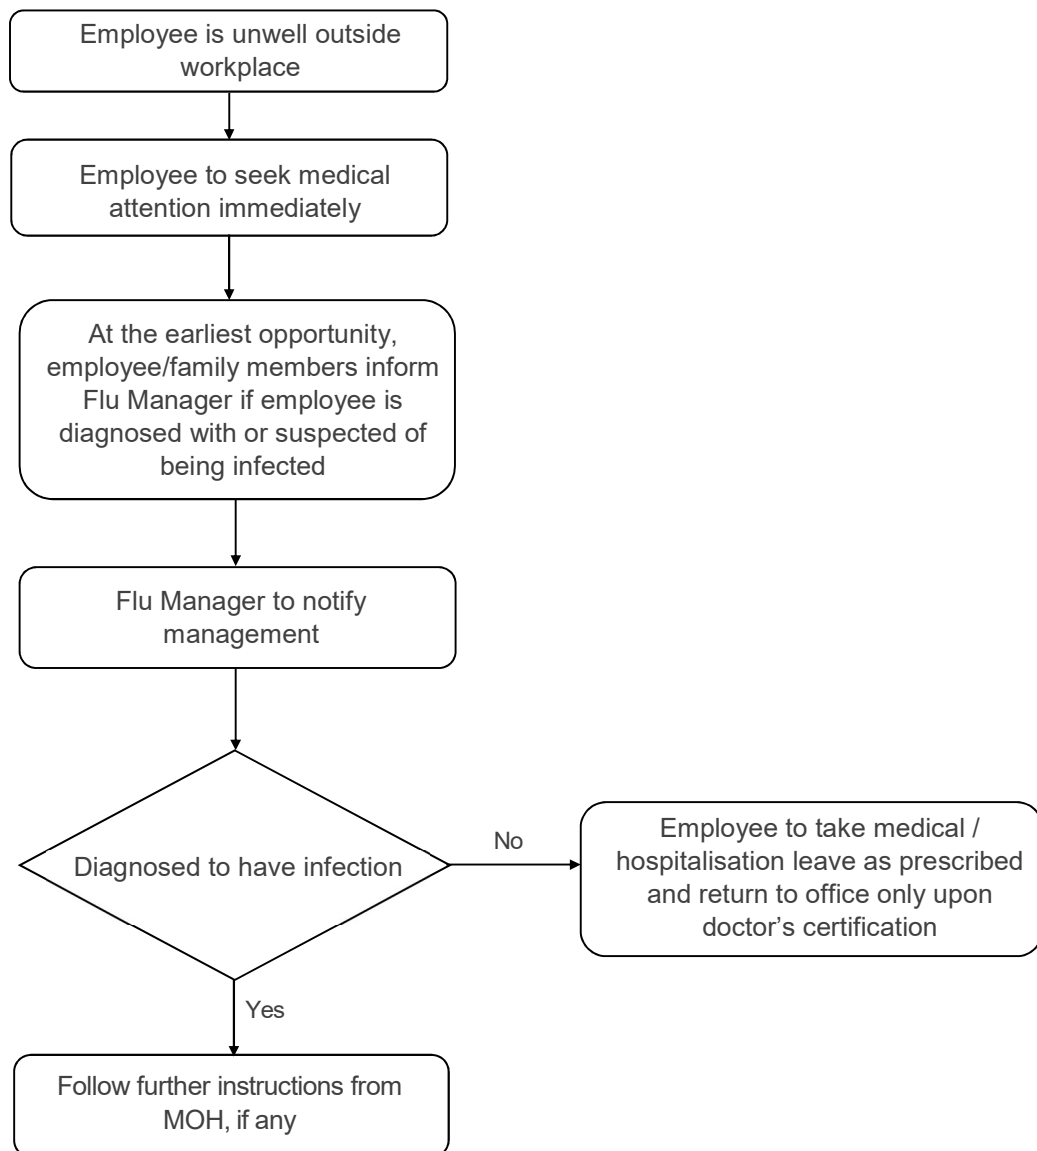 Employee is unwell outside
workplace
Employee to seek medical
attention immediately
At the earliest opportunity,
employee/family members inform
Flu Manager if employee is
diagnosed with or suspected of
being infected
Flu Manager to notify
management
Diagnosed to have infection
No
Employee to take medical /
hospitalisation leave as prescribed
and return to office only upon
doctor’s certification
Yes
Follow further instructions from
MOH, if any